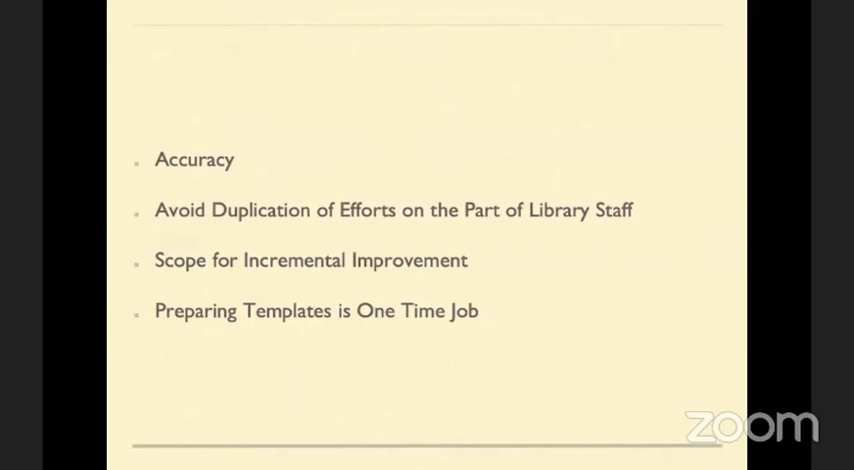 Accuracy
Avoid Duplication of Efforts on the Part of Library Staff
Scope for Incremental Improvement
Preparing Templates is One Time Job
zoom